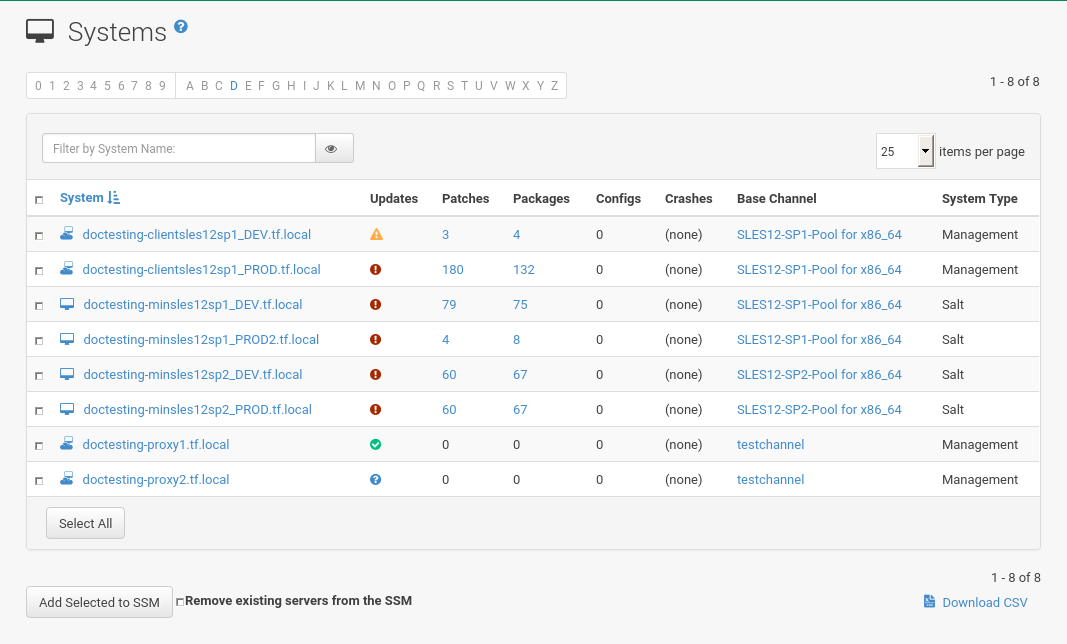 Systems
0 1 2 3 4 5 6 7 8 9 A B C D E F G H I J K L M N O P Q R S T U V W X Y Z
1 - 8 of 8
Filter by System Name:
25 items per page
System Updates Patches Packages Configs Crashes Base Channel System Type
doctesting-clientsles12sp1_DEV.tf.local 3 4 0 (none) SLES12-SP1-Pool for x86_64 Management
doctesting-clientsles12sp1_PROD.tf.local 180 132 0 (none) SLES12-SP1-Pool for x86_64 Management
doctesting-minsles12sp1_DEV.tf.local 79 75 0 (none) SLES12-SP1-Pool for x86_64 Salt
doctesting-minsles12sp1_PROD2.tf.local 4 8 0 (none) SLES12-SP1-Pool for x86_64 Salt
doctesting-minsles12sp2_DEV.tf.local 60 67 0 (none) SLES12-SP2-Pool for x86_64 Salt
doctesting-minsles12sp2_PROD.tf.local 60 67 0 (none) SLES12-SP2-Pool for x86_64 Salt
doctesting-proxy1.tf.local 0 0 0 (none) testchannel Management
doctesting-proxy2.tf.local 0 0 0 (none) testchannel Management
Select All
1 - 8 of 8
Add Selected to SSM Remove existing servers from the SSM Download CSV